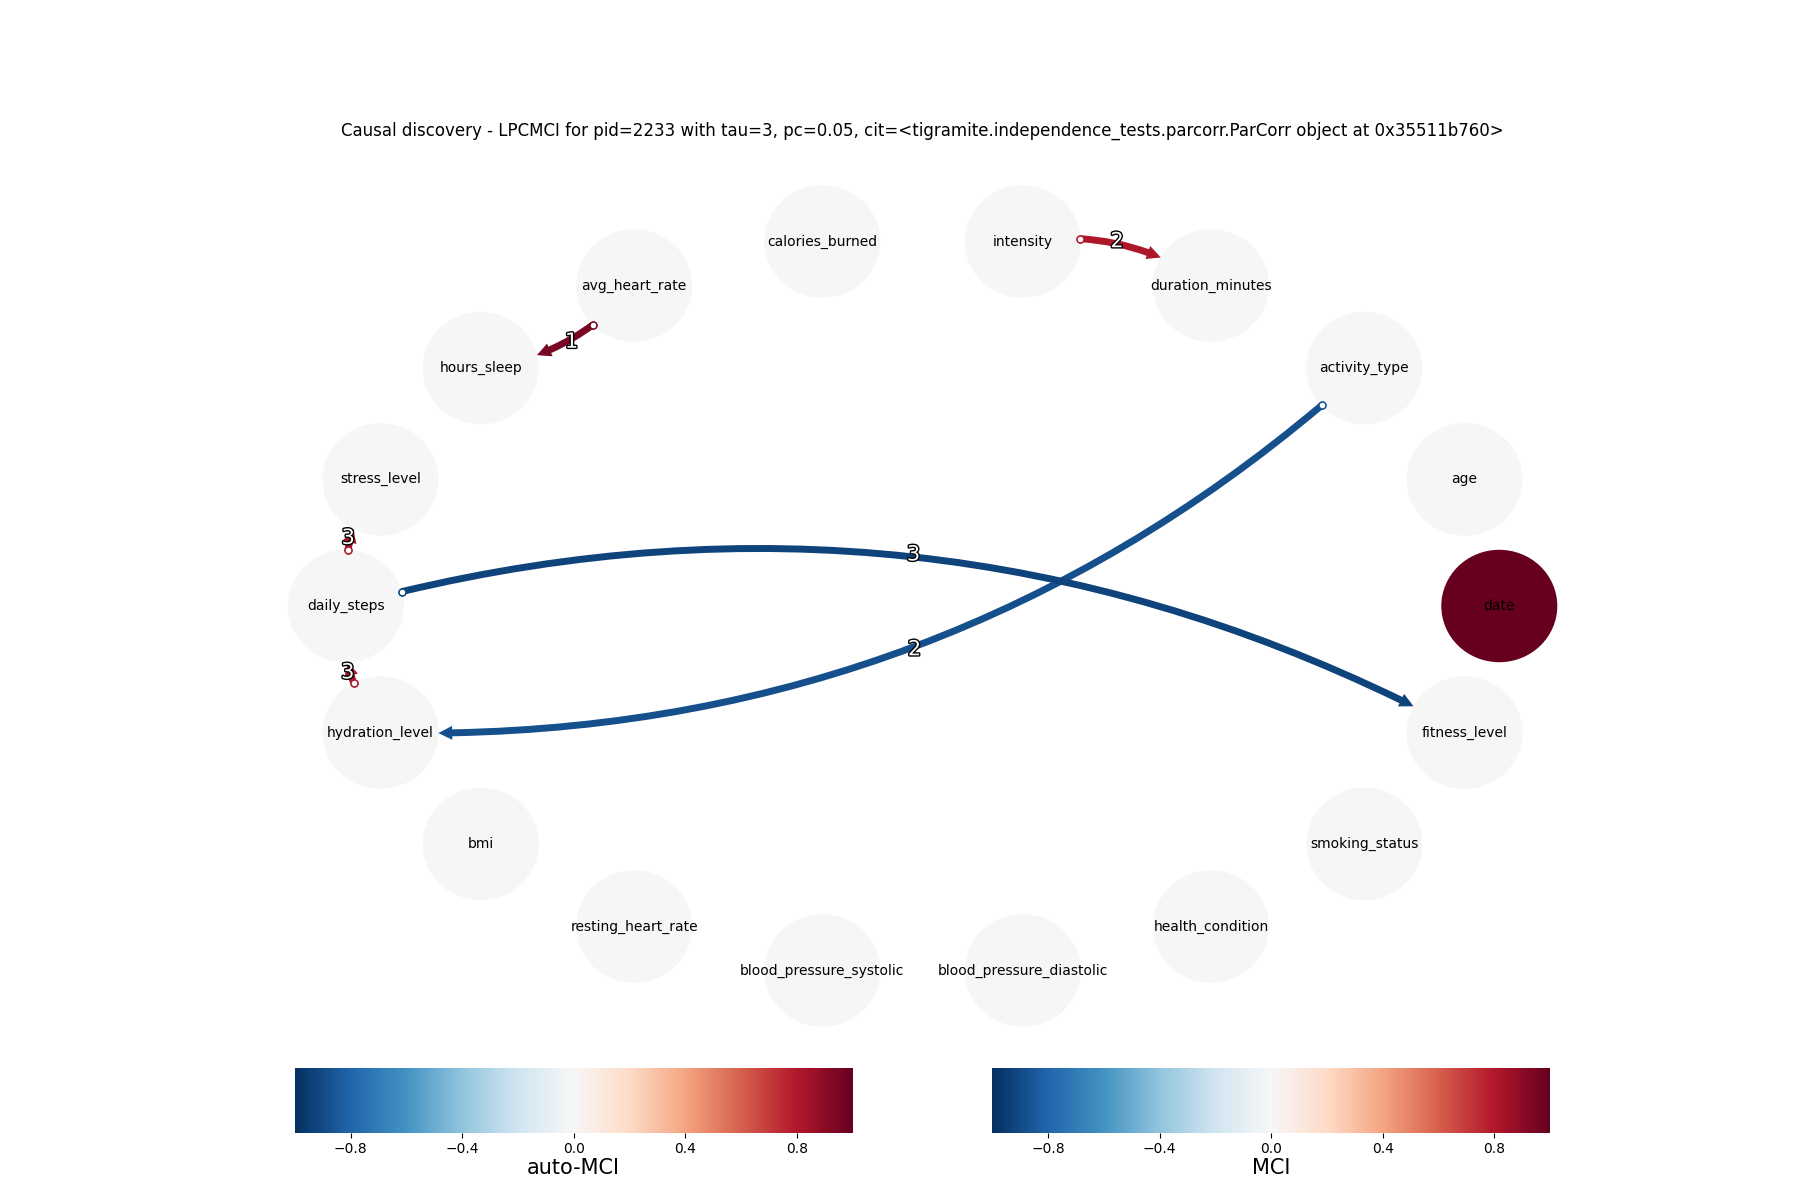 Causal discovery - LPCMCI for pid=2233 with tau=3, pc=0.05, cit=<tigramite.independence_tests.parcorr.ParCorr object at 0x35511b760>
calories_burned
intensity
2
avg_heart_rate
duration_minutes
1
hours_sleep
activity_type
stress_level
age
3
3
daily_steps
date
2
3
hydration_level
fitness_level
bmi
smoking_status
resting_heart_rate
health_condition
blood_pressure_systolic
blood_pressure_diastolic
−0.8 −0.4 0.0 0.4 0.8
auto-MCI
−0.8 −0.4 0.0 0.4 0.8
MCI